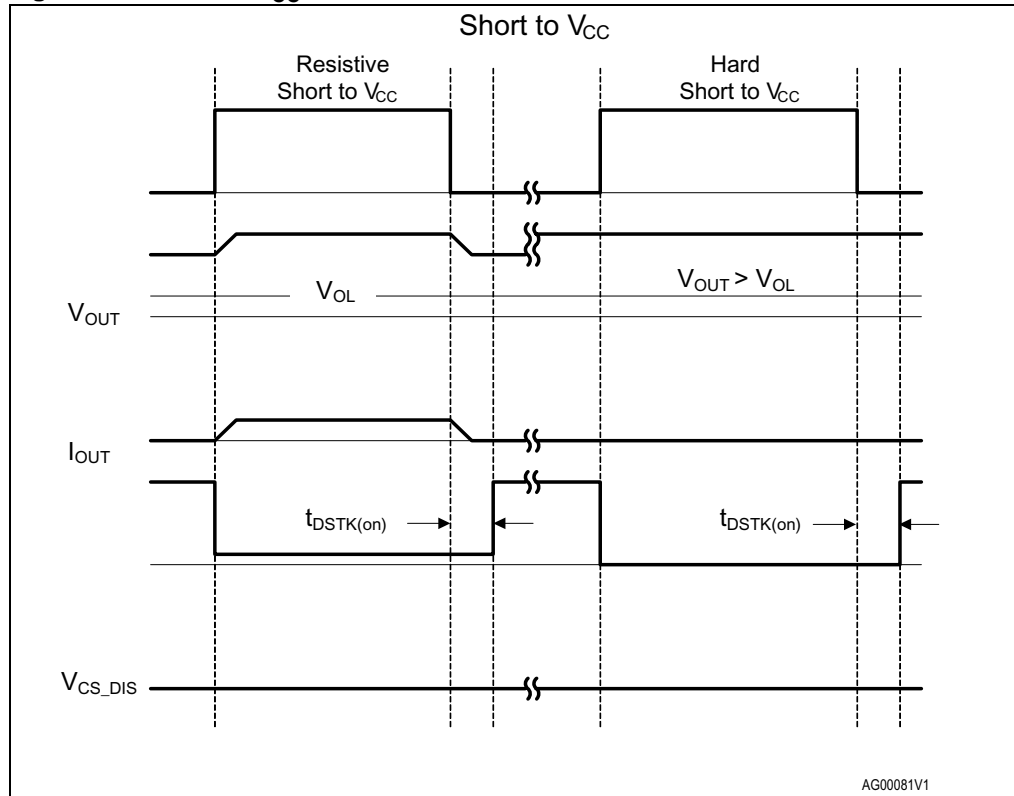 Short to VCC
Resistive
Short to VCC
Hard
Short to VCC
VOL
VOUT > VOL
VOUT
IOUT
tDSTK(on)
tDSTK(on)
VCS_DIS
AG00081V1